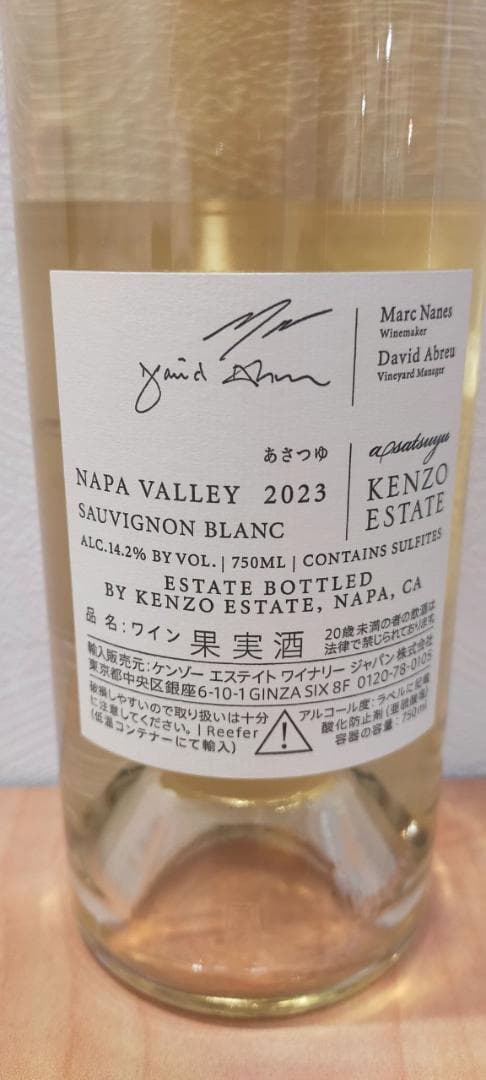 David Abreu
Marc Nanes
Winemaker
David Abreu
Vineyard Manager
あさつゆ
NAPA VALLEY 2023
SAUVIGNON BLANC
asatsuyu
KENZO
ESTATE
ALC.14.2% BY VOL. | 750ML | CONTAINS SULFITES
ESTATE BOTTLED
BY KENZO ESTATE, NAPA, CA
品 名 : ワイン 果実酒
20歳未満の者の飲酒は
法律で禁じられております
輸入販売元:ケンゾー エステイト ワイナリー ジャパン株式会社
東京都中央区銀座6-10-1 GINZA SIX 8F 0120-78-0105
破損しやすいので取り扱いは十分
に注意してください。 | Reefer
(低温コンテナーにて輸入)
アルコール度:ラベルに記載
酸化防止剤(亜硫酸塩)
容器の容量:750ml